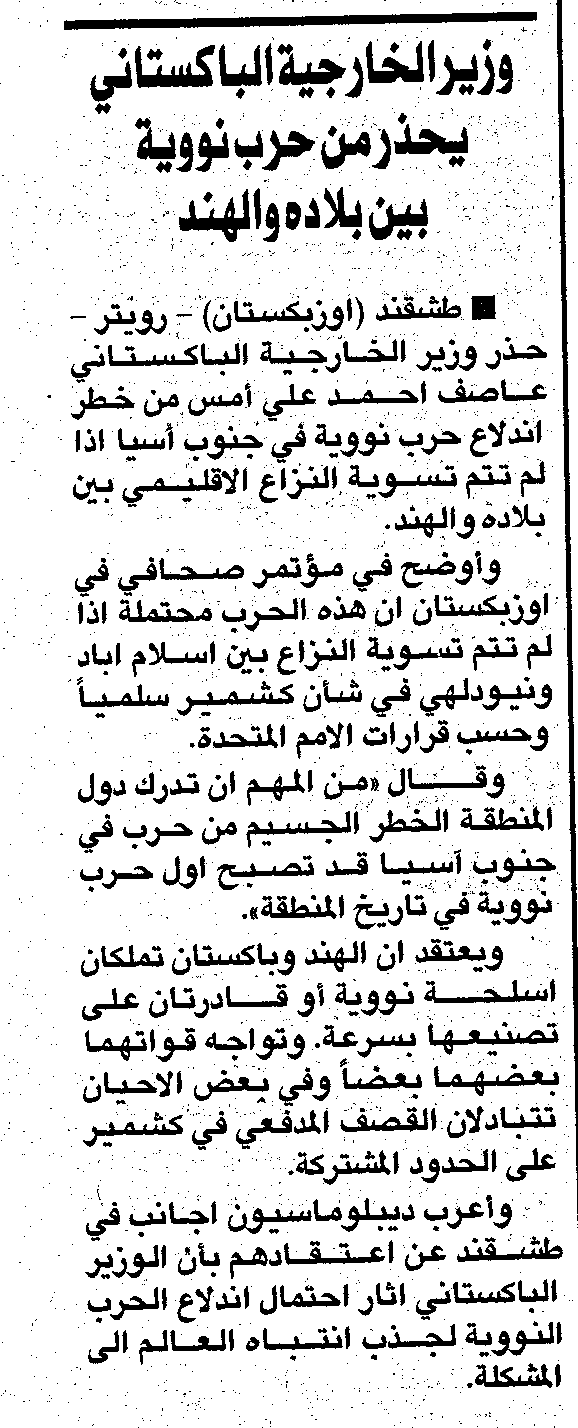 وزير الخارجية الباكستاني
يحذر من حرب نووية
بين بلاده والهند
■ طشقند (اوزبكستان) – رويتر –
حذر وزير الخارجية الباكستاني
عاصف احمد علي أمس من خطر
اندلاع حرب نووية في جنوب آسيا اذا
لم تتم تسوية النزاع الاقليمي بين
بلاده والهند.
وأوضح في مؤتمر صحافي في
اوزبكستان ان هذه الحرب محتملة اذا
لم تتم تسوية النزاع بين اسلام اباد
ونيودلهي في شأن كشمير سلمياً
وحسب قرارات الامم المتحدة.
وقال «من المهم ان تدرك دول
المنطقة الخطر الجسيم من حرب في
جنوب آسيا قد تصبح اول حرب
نووية في تاريخ المنطقة».
ويعتقد ان الهند وباكستان تملكان
اسلحة نووية أو قادرتان على
تصنيعها بسرعة. وتواجه قواتهما
بعضهما بعضاً وفي بعض الاحيان
تتبادلان القصف المدفعي في كشمير
على الحدود المشتركة.
وأعرب ديبلوماسيون اجانب في
طشقند عن اعتقادهم بأن الوزير
الباكستاني اثار احتمال اندلاع الحرب
النووية لجذب انتباه العالم الى
المشكلة.